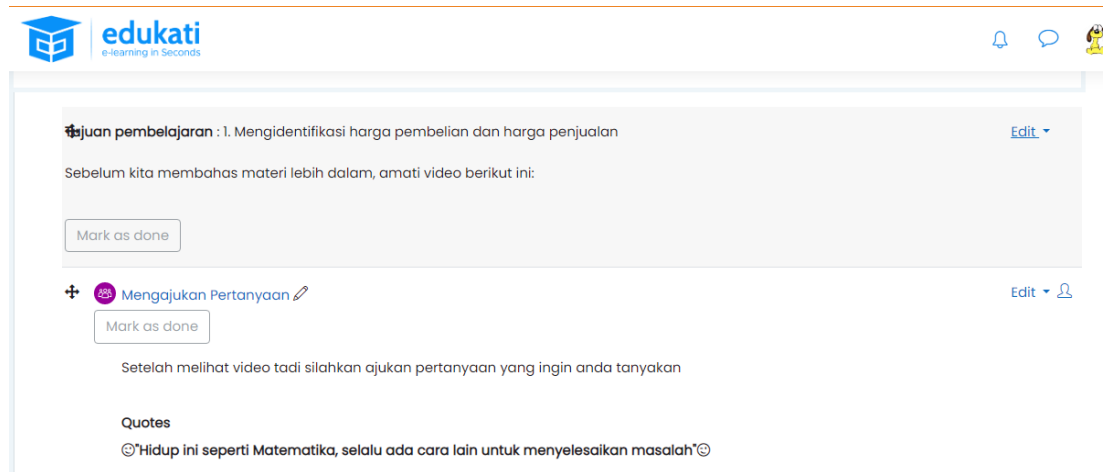 edukati
e-learning in Seconds
Tujuan pembelajaran : 1. Mengidentifikasi harga pembelian dan harga penjualan
Edit
Sebelum kita membahas materi lebih dalam, amati video berikut ini:
Mark as done
Mengajukan Pertanyaan
Edit
Mark as done
Setelah melihat video tadi silahkan ajukan pertanyaan yang ingin anda tanyakan
Quotes
☺"Hidup ini seperti Matematika, selalu ada cara lain untuk menyelesaikan masalah"☺